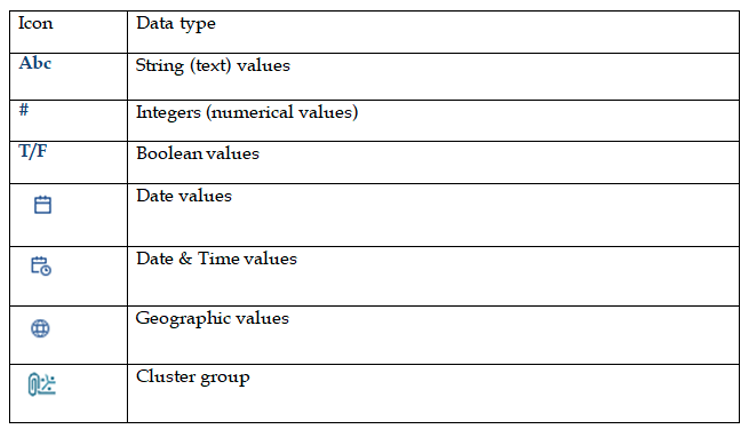 Icon Data type
Abc String (text) values
# Integers (numerical values)
T/F Boolean values
Date values
Date & Time values
Geographic values
Cluster group